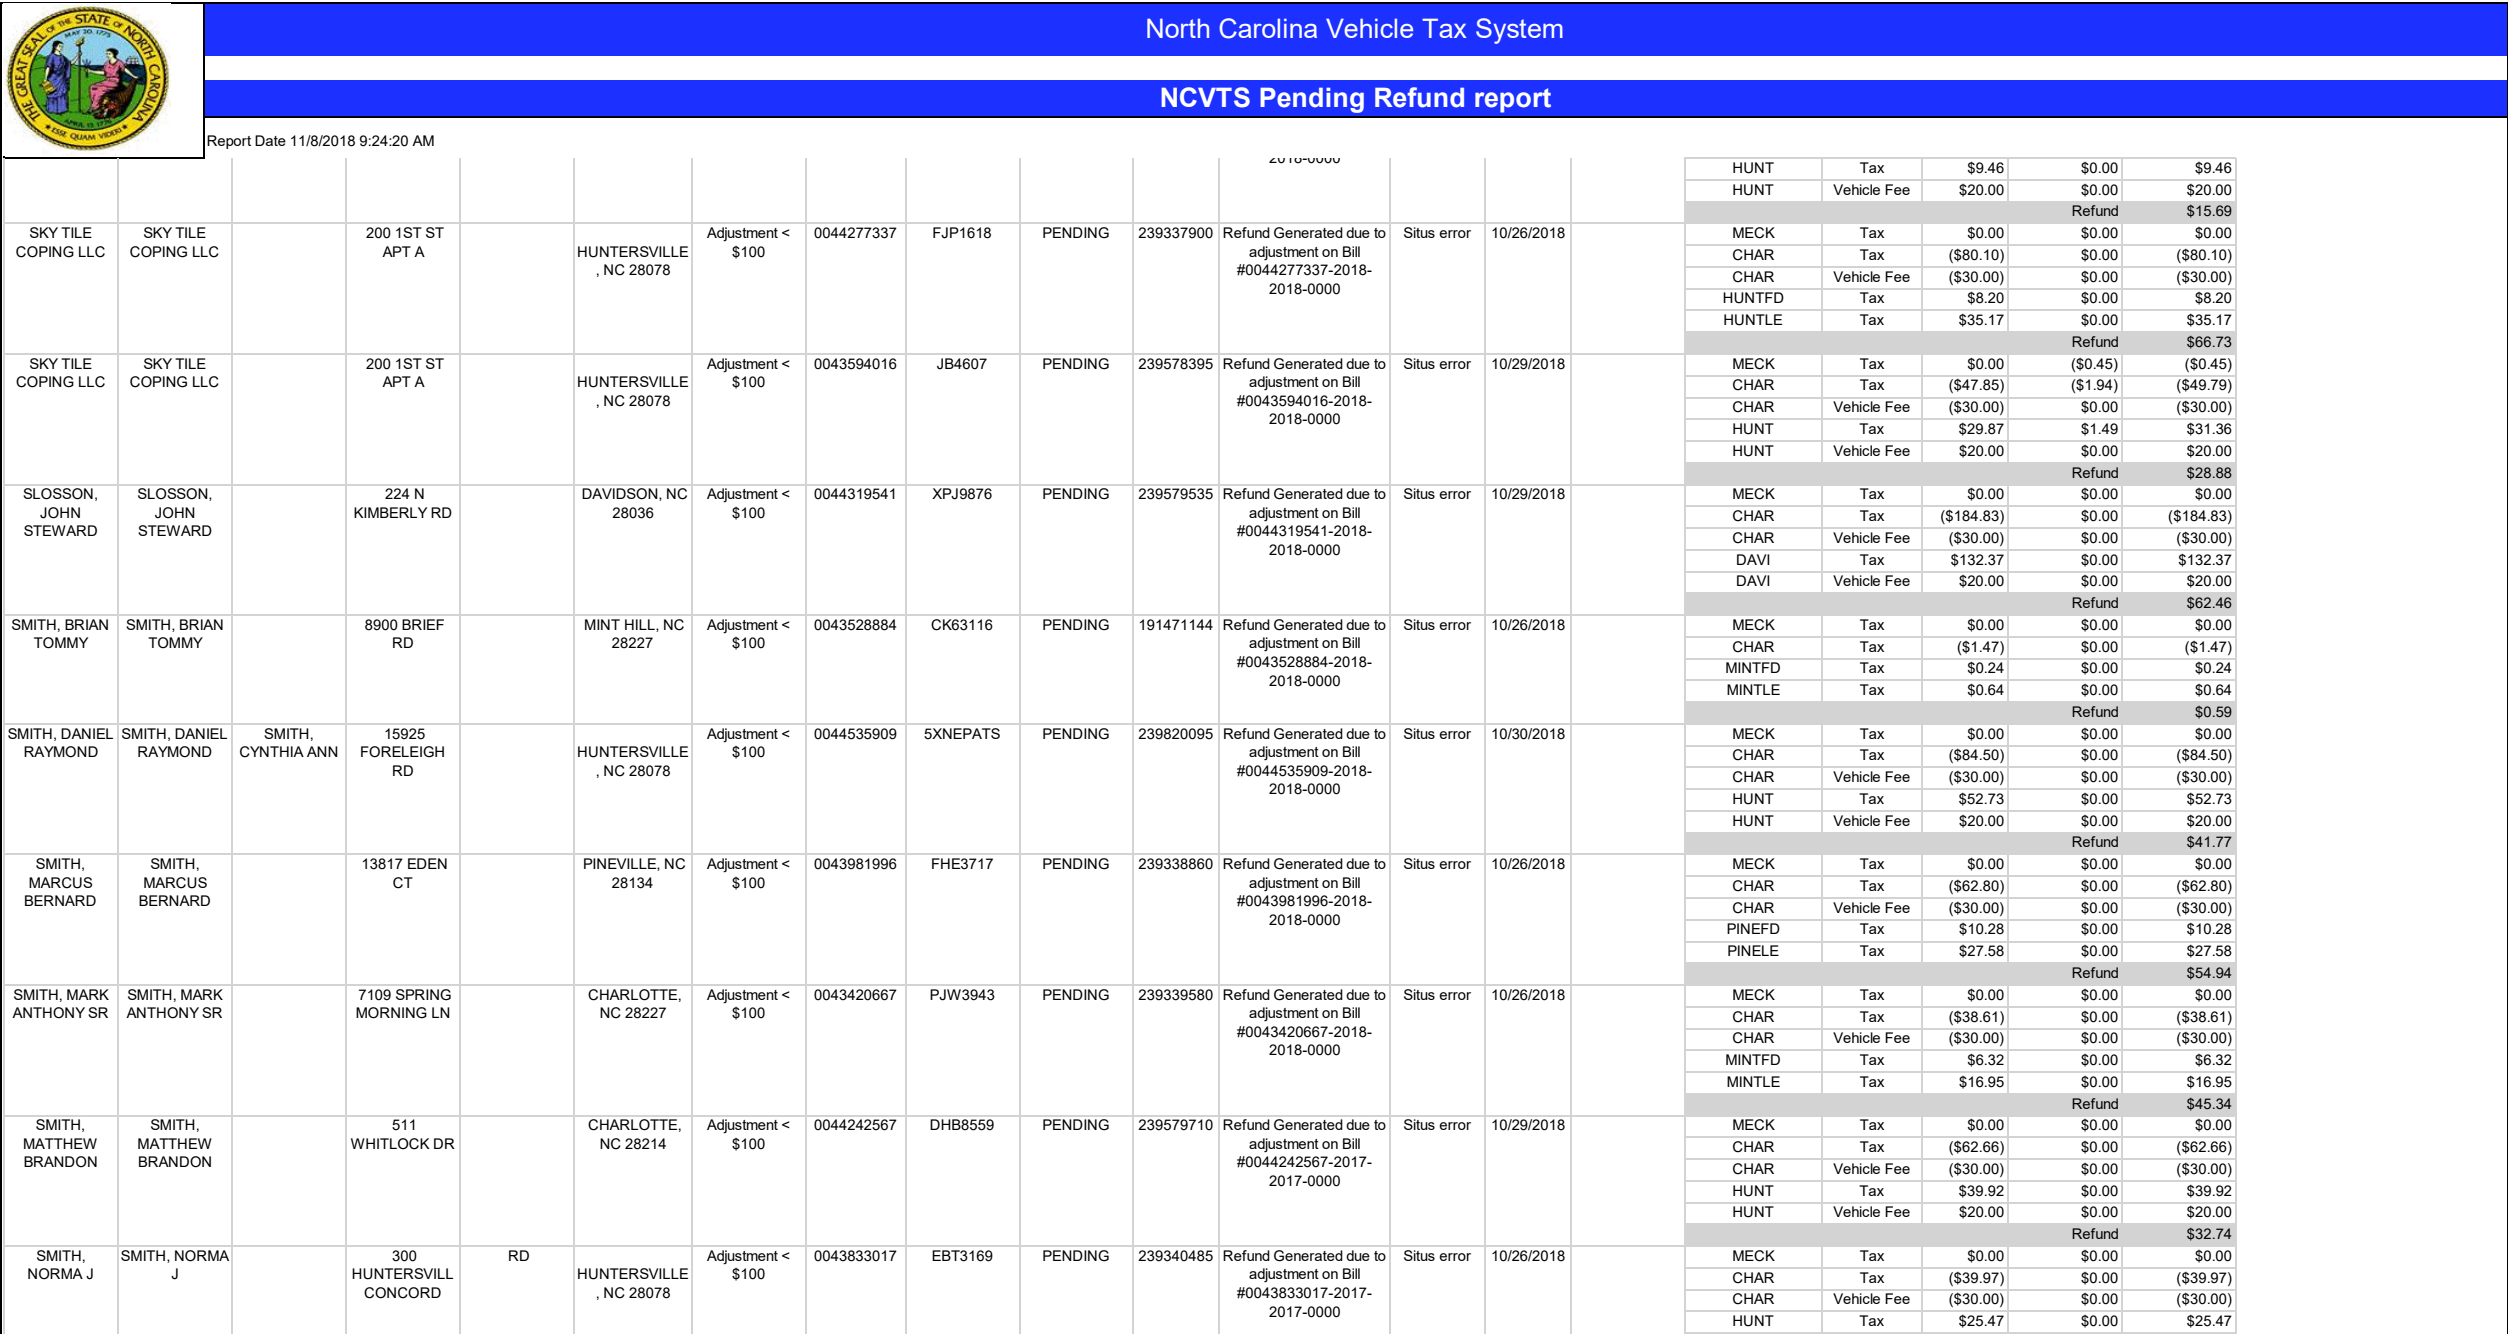 North Carolina Vehicle Tax System
NCVTS Pending Refund report
Report Date 11/8/2018 9:24:20 AM
2018-0000
HUNT Tax $9.46 $0.00 $9.46
HUNT Vehicle Fee $20.00 $0.00 $20.00
Refund $15.69
SKY TILE SKY TILE 200 1ST ST Adjustment < 0044277337 FJP1618 PENDING 239337900 Refund Generated due to Situs error 10/26/2018 MECK Tax $0.00 $0.00 $0.00
COPING LLC COPING LLC APT A HUNTERSVILLE $100 adjustment on Bill CHAR Tax ($80.10) $0.00 ($80.10)
, NC 28078 #0044277337-2018- CHAR Vehicle Fee ($30.00) $0.00 ($30.00)
2018-0000 HUNTFD Tax $8.20 $0.00 $8.20
HUNTLE Tax $35.17 $0.00 $35.17
Refund $66.73
SKY TILE SKY TILE 200 1ST ST Adjustment < 0043594016 JB4607 PENDING 239578395 Refund Generated due to Situs error 10/29/2018 MECK Tax $0.00 ($0.45) ($0.45)
COPING LLC COPING LLC APT A HUNTERSVILLE $100 adjustment on Bill CHAR Tax ($47.85) ($1.94) ($49.79)
, NC 28078 #0043594016-2018- CHAR Vehicle Fee ($30.00) $0.00 ($30.00)
2018-0000 HUNT Tax $29.87 $1.49 $31.36
HUNT Vehicle Fee $20.00 $0.00 $20.00
Refund $28.88
SLOSSON, SLOSSON, 224 N DAVIDSON, NC Adjustment < 0044319541 XPJ9876 PENDING 239579535 Refund Generated due to Situs error 10/29/2018 MECK Tax $0.00 $0.00 $0.00
JOHN JOHN KIMBERLY RD 28036 $100 adjustment on Bill CHAR Tax ($184.83) $0.00 ($184.83)
STEWARD STEWARD #0044319541-2018- CHAR Vehicle Fee ($30.00) $0.00 ($30.00)
2018-0000 DAVI Tax $132.37 $0.00 $132.37
DAVI Vehicle Fee $20.00 $0.00 $20.00
Refund $62.46
SMITH, BRIAN SMITH, BRIAN 8900 BRIEF MINT HILL, NC Adjustment < 0043528884 CK63116 PENDING 191471144 Refund Generated due to Situs error 10/26/2018 MECK Tax $0.00 $0.00 $0.00
TOMMY TOMMY RD 28227 $100 adjustment on Bill CHAR Tax ($1.47) $0.00 ($1.47)
#0043528884-2018- MINTFD Tax $0.24 $0.00 $0.24
2018-0000 MINTLE Tax $0.64 $0.00 $0.64
Refund $0.59
SMITH, DANIEL SMITH, DANIEL SMITH, 15925 Adjustment < 0044535909 5XNEPATS PENDING 239820095 Refund Generated due to Situs error 10/30/2018 MECK Tax $0.00 $0.00 $0.00
RAYMOND RAYMOND CYNTHIA ANN FORELEIGH HUNTERSVILLE $100 adjustment on Bill CHAR Tax ($84.50) $0.00 ($84.50)
RD , NC 28078 #0044535909-2018- CHAR Vehicle Fee ($30.00) $0.00 ($30.00)
2018-0000 HUNT Tax $52.73 $0.00 $52.73
HUNT Vehicle Fee $20.00 $0.00 $20.00
Refund $41.77
SMITH, SMITH, 13817 EDEN PINEVILLE, NC Adjustment < 0043981996 FHE3717 PENDING 239338860 Refund Generated due to Situs error 10/26/2018 MECK Tax $0.00 $0.00 $0.00
MARCUS MARCUS CT 28134 $100 adjustment on Bill CHAR Tax ($62.80) $0.00 ($62.80)
BERNARD BERNARD #0043981996-2018- CHAR Vehicle Fee ($30.00) $0.00 ($30.00)
2018-0000 PINEFD Tax $10.28 $0.00 $10.28
PINELE Tax $27.58 $0.00 $27.58
Refund $54.94
SMITH, MARK SMITH, MARK 7109 SPRING CHARLOTTE, Adjustment < 0043420667 PJW3943 PENDING 239339580 Refund Generated due to Situs error 10/26/2018 MECK Tax $0.00 $0.00 $0.00
ANTHONY SR ANTHONY SR MORNING LN NC 28227 $100 adjustment on Bill CHAR Tax ($38.61) $0.00 ($38.61)
#0043420667-2018- CHAR Vehicle Fee ($30.00) $0.00 ($30.00)
2018-0000 MINTFD Tax $6.32 $0.00 $6.32
MINTLE Tax $16.95 $0.00 $16.95
Refund $45.34
SMITH, SMITH, 511 CHARLOTTE, Adjustment < 0044242567 DHB8559 PENDING 239579710 Refund Generated due to Situs error 10/29/2018 MECK Tax $0.00 $0.00 $0.00
MATTHEW MATTHEW WHITLOCK DR NC 28214 $100 adjustment on Bill CHAR Tax ($62.66) $0.00 ($62.66)
BRANDON BRANDON #0044242567-2017- CHAR Vehicle Fee ($30.00) $0.00 ($30.00)
2017-0000 HUNT Tax $39.92 $0.00 $39.92
HUNT Vehicle Fee $20.00 $0.00 $20.00
Refund $32.74
SMITH, SMITH, NORMA 300 RD Adjustment < 0043833017 EBT3169 PENDING 239340485 Refund Generated due to Situs error 10/26/2018 MECK Tax $0.00 $0.00 $0.00
NORMA J J HUNTERSVILL HUNTERSVILLE $100 adjustment on Bill CHAR Tax ($39.97) $0.00 ($39.97)
CONCORD , NC 28078 #0043833017-2017- CHAR Vehicle Fee ($30.00) $0.00 ($30.00)
2017-0000 HUNT Tax $25.47 $0.00 $25.47
THE GREAT SEAL OF THE STATE OF NORTH CAROLINA
MAY 20, 1775
APRIL 12, 1776
ESSE QUAM VIDERI